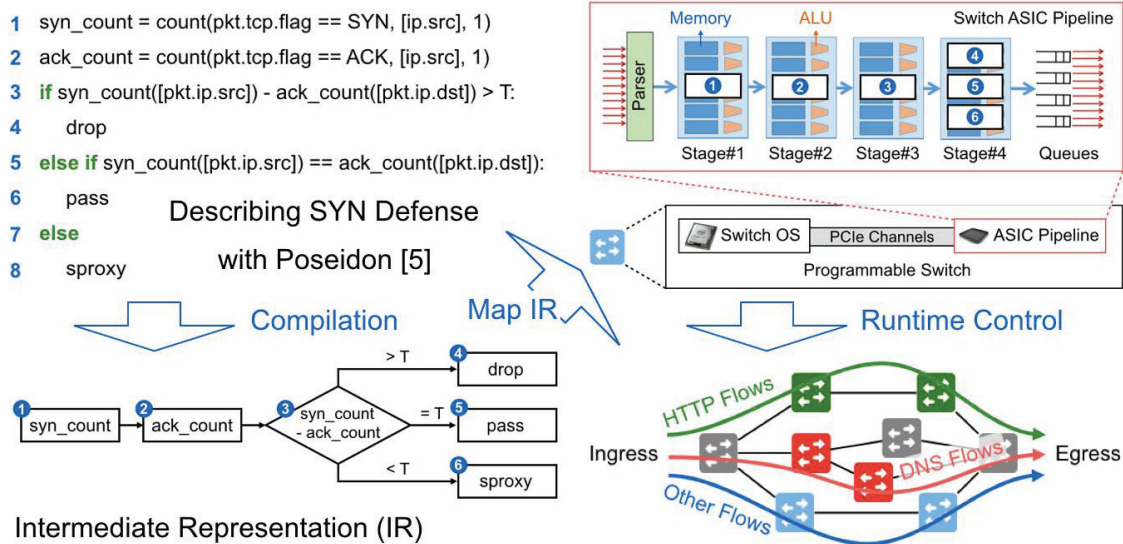 1 syn_count = count(pkt.tcp.flag == SYN, [ip.src], 1)
2 ack_count = count(pkt.tcp.flag == ACK, [ip.src], 1)
3 if syn_count([pkt.ip.src]) - ack_count([pkt.ip.dst]) > T:
4 drop
5 else if syn_count([pkt.ip.src]) == ack_count([pkt.ip.dst]):
6 pass
7 else
8 sproxy
Describing SYN Defense
with Poseidon [5]
Memory
ALU
Switch ASIC Pipeline
Parser
1
2
3
4
5
6
Stage#1
Stage#2
Stage#3
Stage#4
Queues
Switch OS
PCIe Channels
ASIC Pipeline
Programmable Switch
Compilation
Map IR
Runtime Control
1
syn_count
2
ack_count
3
syn_count
- ack_count
> T
4
drop
= T
5
pass
< T
6
sproxy
Intermediate Representation (IR)
HTTP Flows
Ingress
DNS Flows
Egress
Other Flows